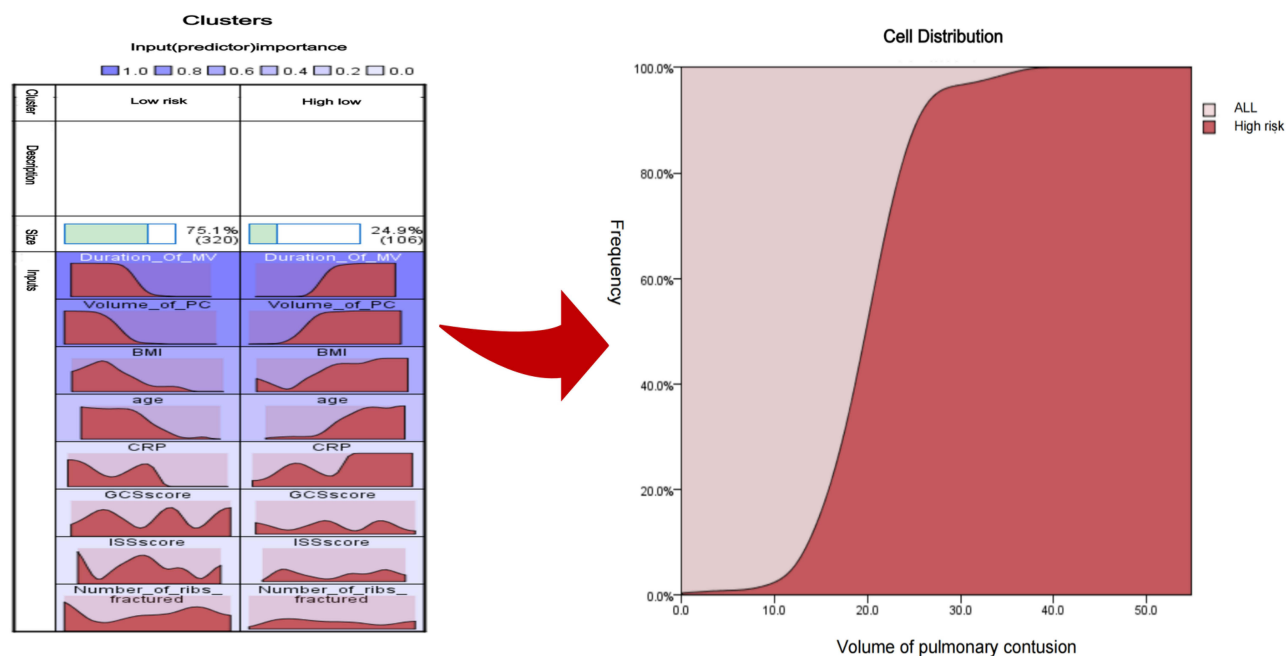 Clusters
Input(predictor)importance
1.0 0.8 0.6 0.4 0.2 0.0
Cluster
Low risk
High low
Description
Size
75.1%
(320)
24.9%
(106)
Inputs
Duration_Of_MV
Duration_Of_MV
Volume_of_PC
Volume_of_PC
BMI
BMI
age
age
CRP
CRP
GCSscore
GCSscore
ISSscore
ISSscore
Number_of_ribs_
fractured
Number_of_ribs_
fractured
Cell Distribution
100.0%
80.0%
60.0%
40.0%
20.0%
0.0%
Frequency
0.0 10.0 20.0 30.0 40.0 50.0
Volume of pulmonary contusion
ALL
High risk